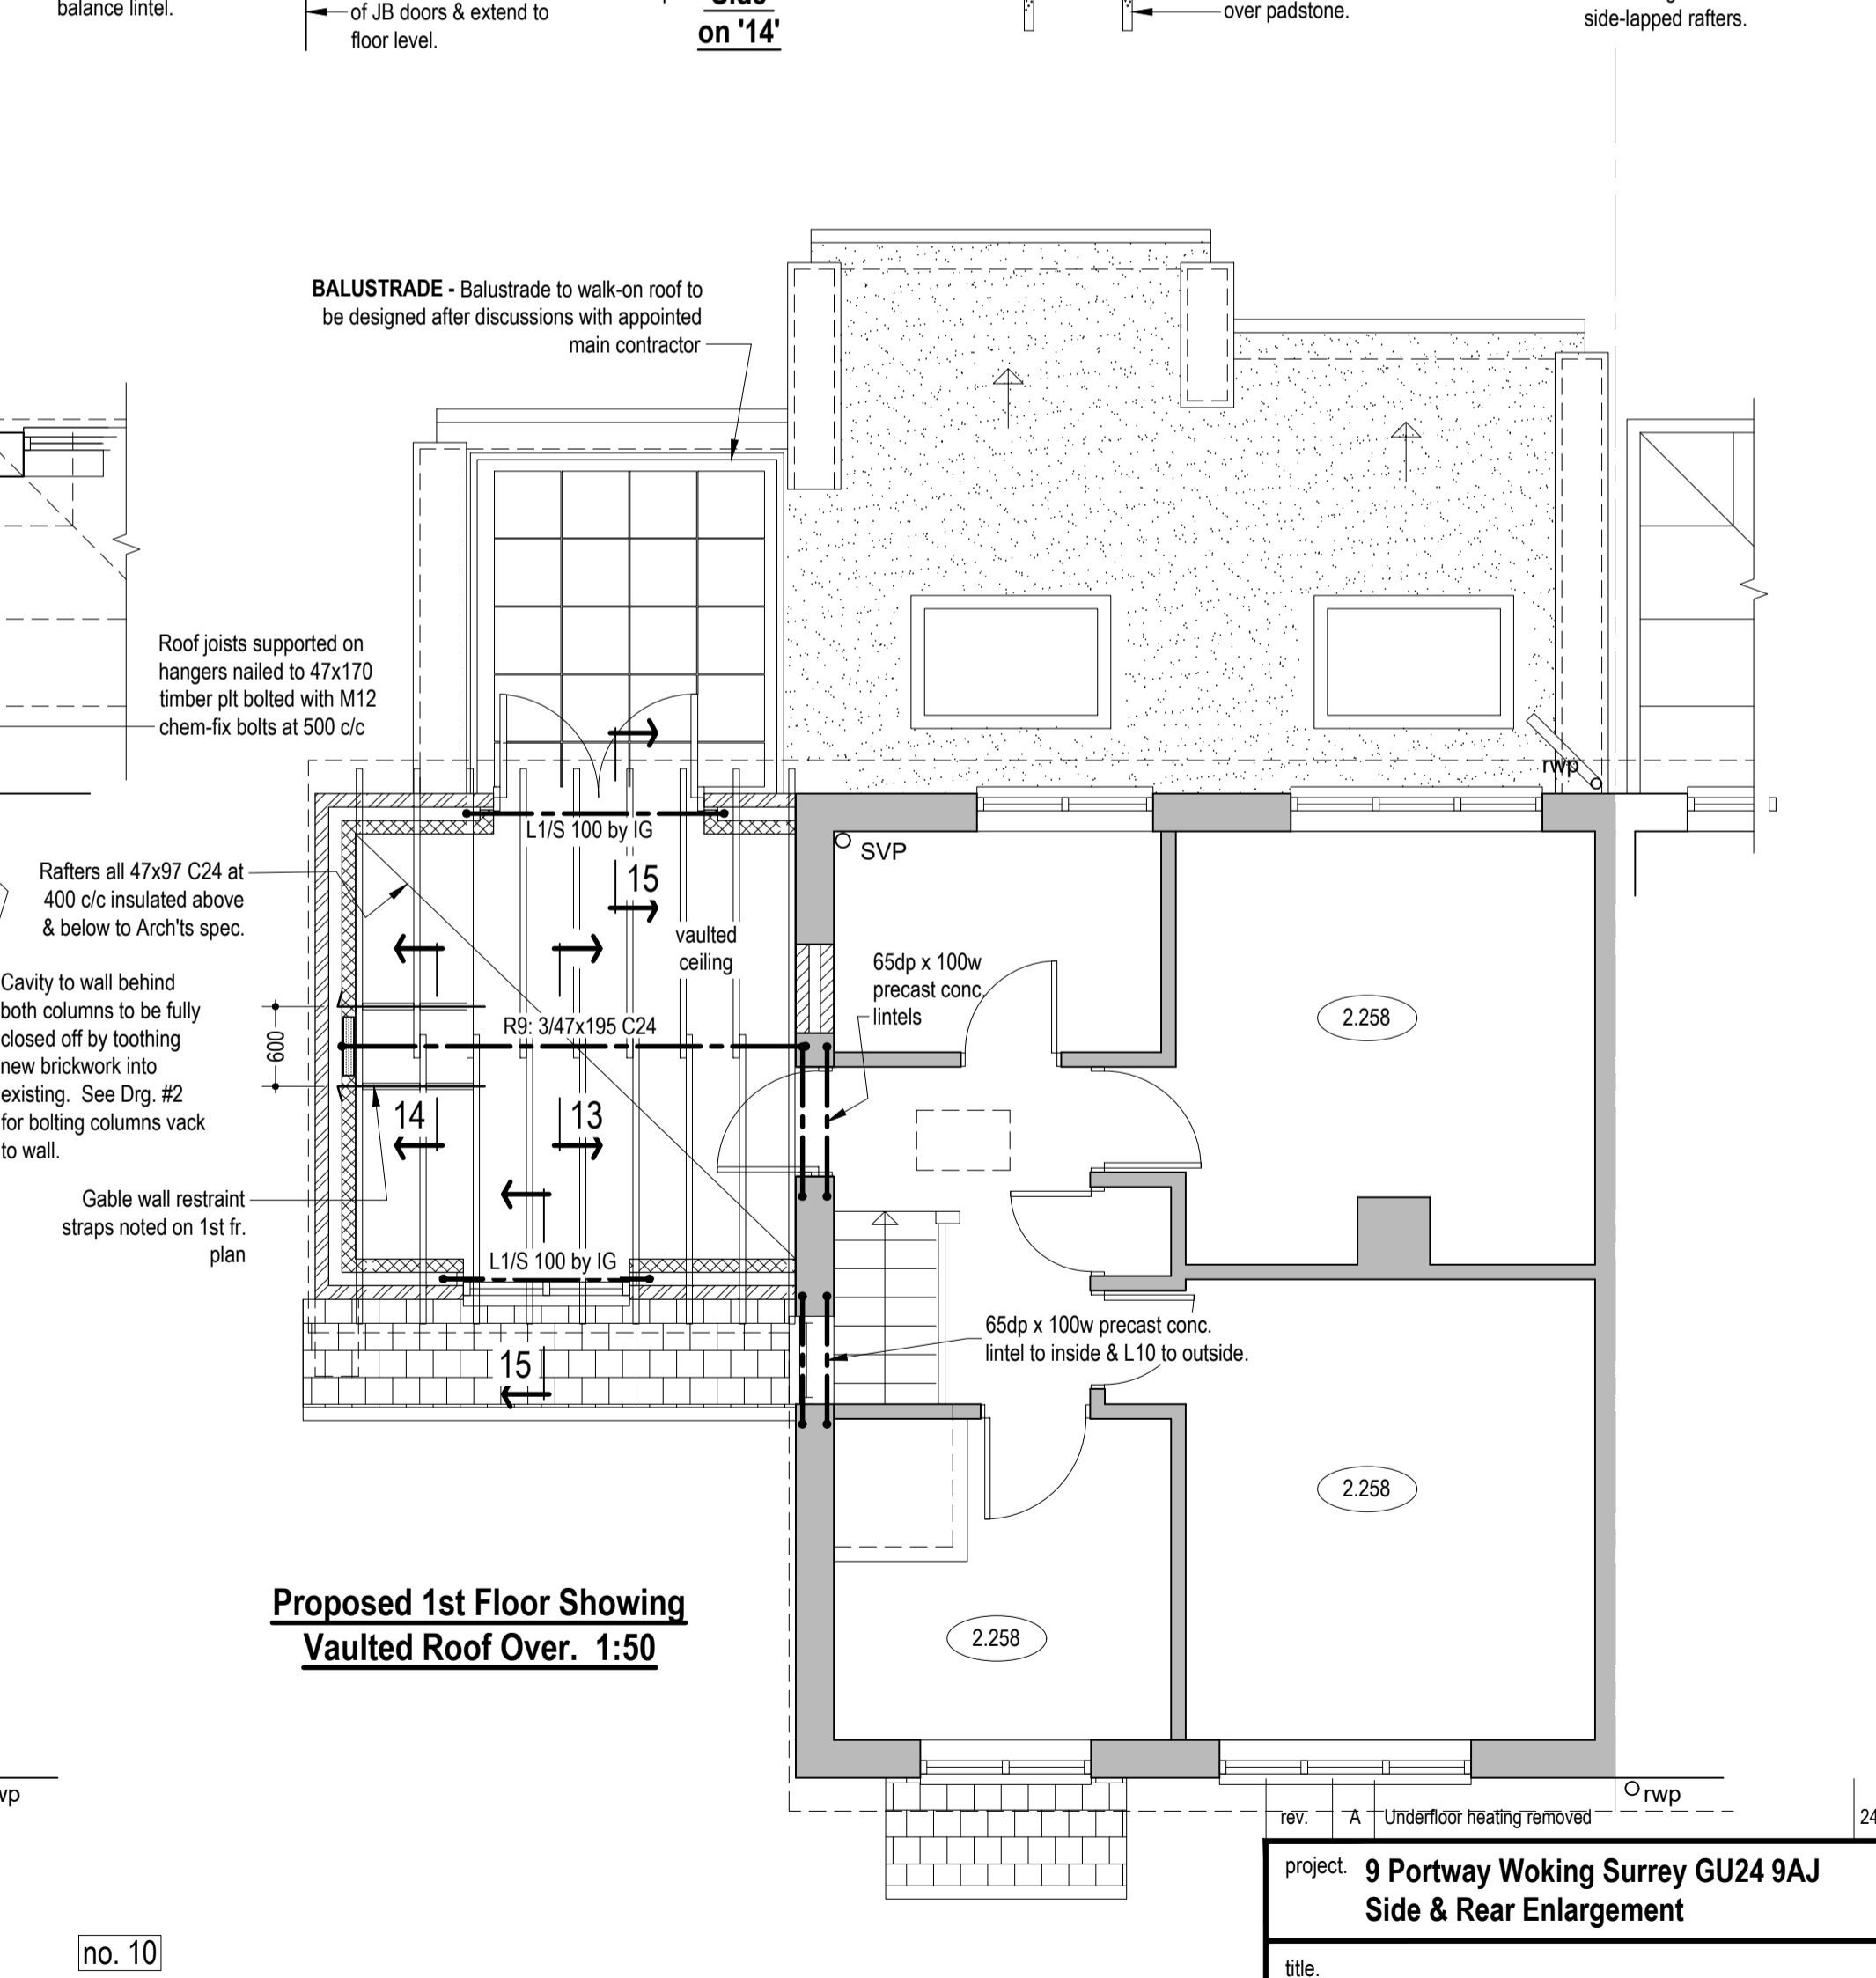 balance lintel.
of JB doors & extend to
floor level.
on '14'
over padstone.
side-lapped rafters.
BALUSTRADE - Balustrade to walk-on roof to
be designed after discussions with appointed
main contractor
Roof joists supported on
hangers nailed to 47x170
timber plt bolted with M12
chem-fix bolts at 500 c/c
rwp
L1/S 100 by IG
SVP
Rafters all 47x97 C24 at
400 c/c insulated above
& below to Arch'ts spec.
15
vaulted
ceiling
65dp x 100w
precast conc.
lintels
Cavity to wall behind
both columns to be fully
closed off by toothing
new brickwork into
existing. See Drg. #2
for bolting columns vack
to wall.
600
R9: 3/47x195 C24
2.258
14
13
Gable wall restraint
straps noted on 1st fr.
plan
L1/S 100 by IG
65dp x 100w precast conc.
lintel to inside & L10 to outside.
15
2.258
Proposed 1st Floor Showing
Vaulted Roof Over. 1:50
2.258
rwp
rev. A Underfloor heating removed 24
project. 9 Portway Woking Surrey GU24 9AJ
Side & Rear Enlargement
no. 10
title.